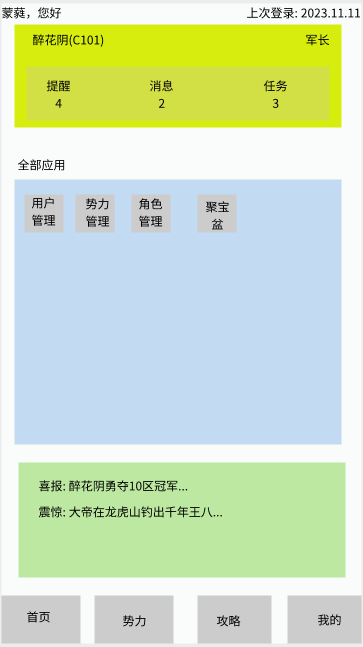 蒙蕤，您好 上次登录: 2023.11.11
醉花阴(C101) 军长
提醒 消息 任务
4 2 3
全部应用
用户 势力 角色 聚宝
管理 管理 管理 盆
喜报: 醉花阴勇夺10区冠军...
震惊: 大帝在龙虎山钓出千年王八...
首页 势力 攻略 我的